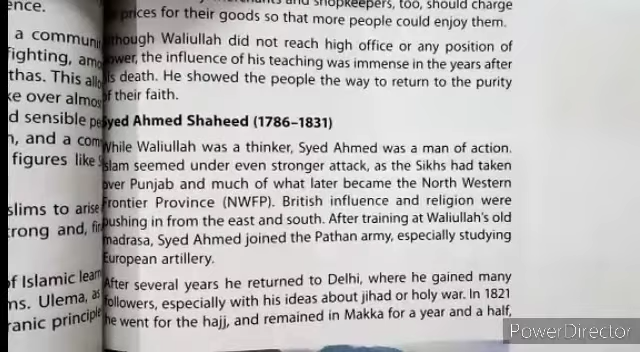 ence.
a communi
fighting, amo
thas. This allo
ke over almos
d sensible pe
n, and a com
figures like S
slims to arise
trong and, fir
of Islamic learn
ms. Ulema, as
ranic principle
and shopkeepers, too, should charge
prices for their goods so that more people could enjoy them.
though Waliullah did not reach high office or any position of
ower, the influence of his teaching was immense in the years after
is death. He showed the people the way to return to the purity
f their faith.
Syed Ahmed Shaheed (1786–1831)
While Waliullah was a thinker, Syed Ahmed was a man of action.
Islam seemed under even stronger attack, as the Sikhs had taken
over Punjab and much of what later became the North Western
Frontier Province (NWFP). British influence and religion were
pushing in from the east and south. After training at Waliullah's old
madrasa, Syed Ahmed joined the Pathan army, especially studying
European artillery.
After several years he returned to Delhi, where he gained many
followers, especially with his ideas about jihad or holy war. In 1821
he went for the hajj, and remained in Makka for a year and a half,
PowerDirector